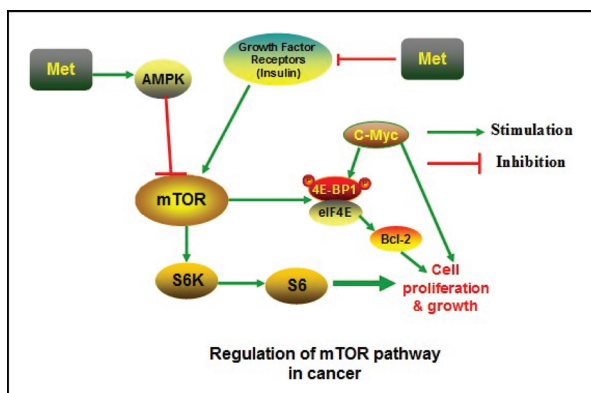 Met
AMPK
Growth Factor
Receptors
(Insulin)
Met
C-Myc
Stimulation
Inhibition
mTOR
4E-BP1
eIF4E
Bcl-2
S6K
S6
Cell
proliferation
& growth
Regulation of mTOR pathway
in cancer